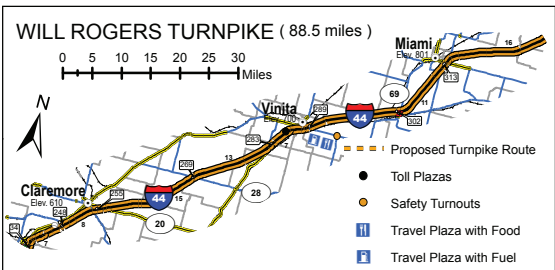 WILL ROGERS TURNPIKE ( 88.5 miles )
0 5 10 15 20 25 30
Miles
N
Miami
Elev. 801
16
313
69
11
302
Vinita
Elev. 700
289
44
283
7
269
13
28
Claremore
Elev. 610
255
44
15
248
8
20
34
7
Proposed Turnpike Route
Toll Plazas
Safety Turnouts
Travel Plaza with Food
Travel Plaza with Fuel